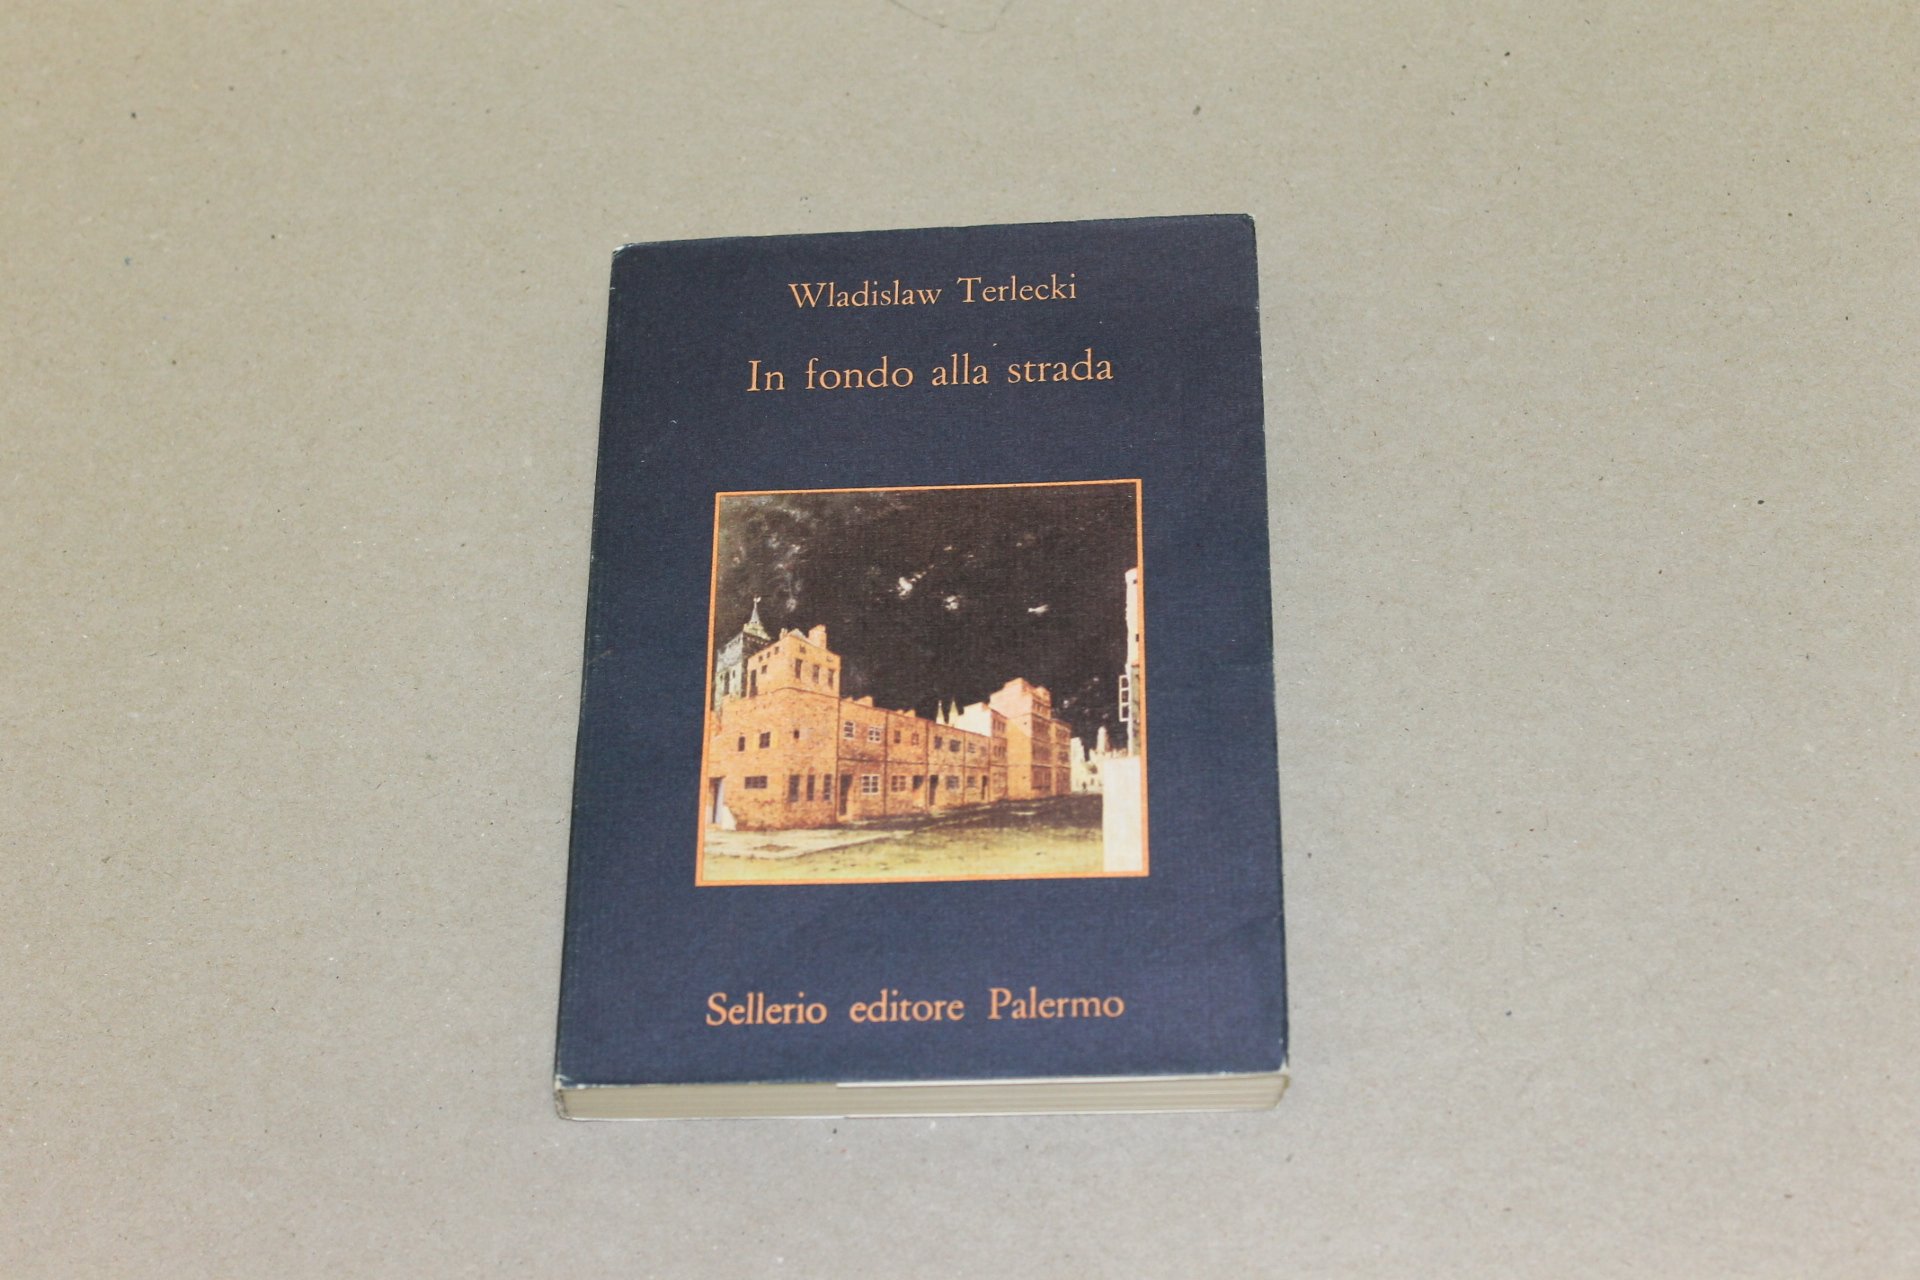 Wladislaw Terlecki
In fondo alla strada
Sellerio editore Palermo